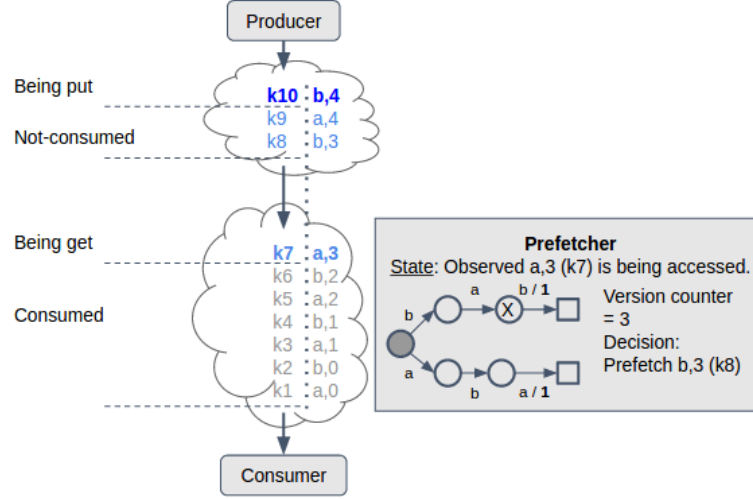 Producer
Being put
k10 b,4
k9 a,4
Not-consumed
k8 b,3
Being get
k7 a,3
k6 b,2
k5 a,2
Consumed
k4 b,1
k3 a,1
k2 b,0
k1 a,0
Consumer
Prefetcher
State: Observed a,3 (k7) is being accessed.
a b / 1
b X
a b a / 1
Version counter
= 3
Decision:
Prefetch b,3 (k8)